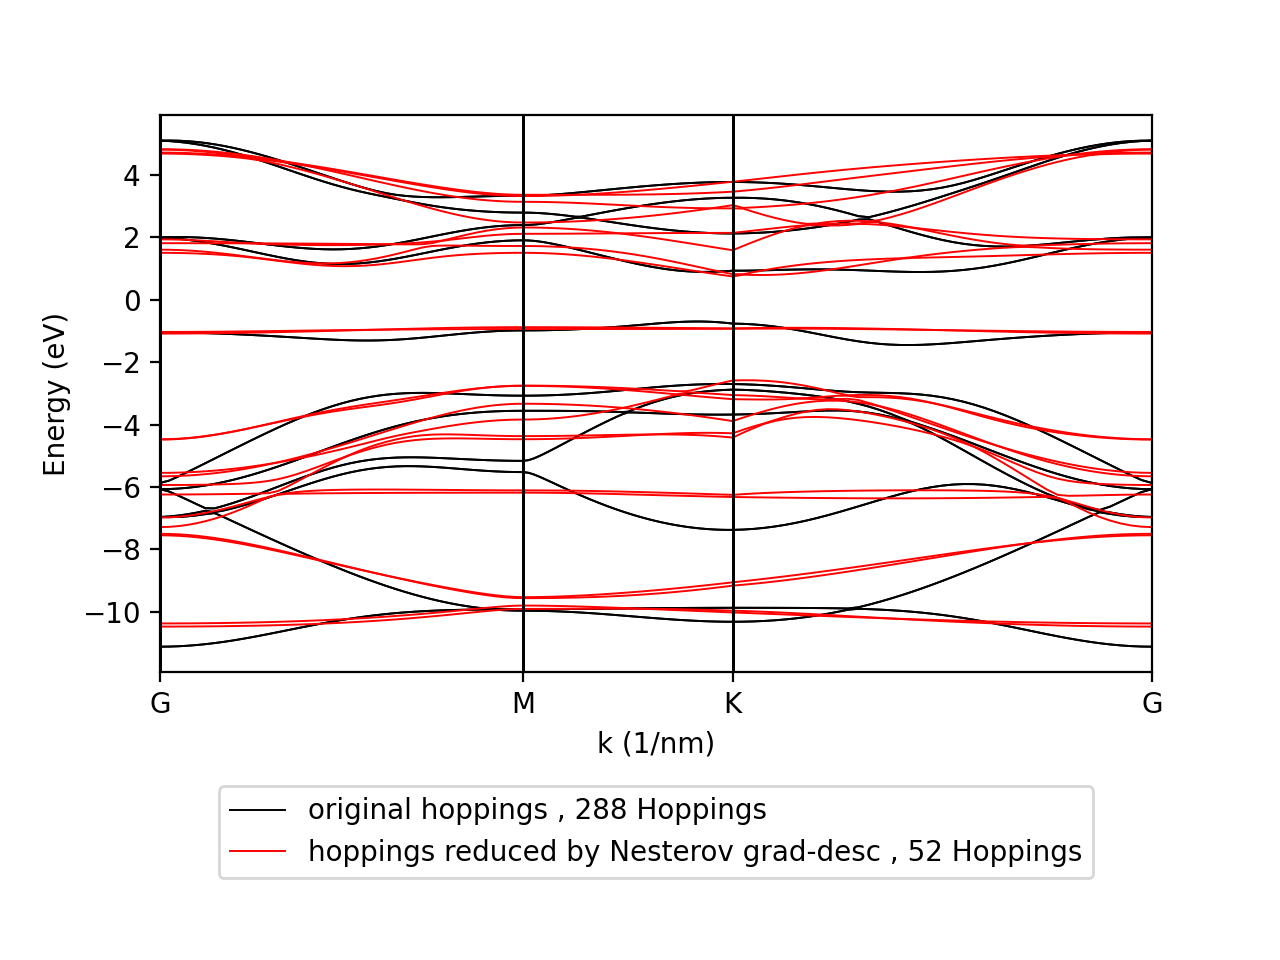 4
2
0
−2
−4
−6
−8
−10
Energy (eV)
G M K G
k (1/nm)
original hoppings , 288 Hoppings
hoppings reduced by Nesterov grad-desc , 52 Hoppings